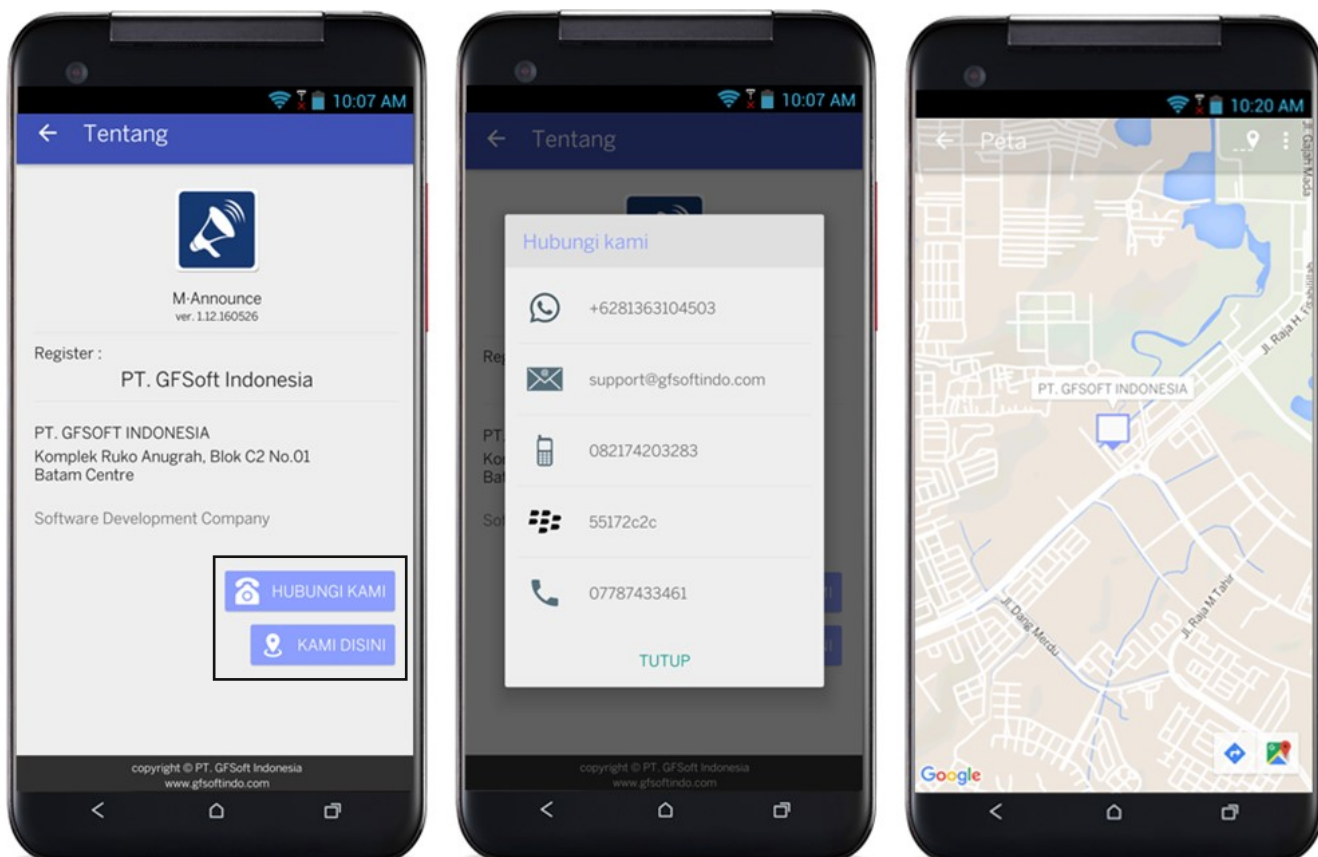 10:07 AM
Tentang
M-Announce
ver. 1.12.160526
Register :
PT. GFSoft Indonesia
PT. GFSOFT INDONESIA
Komplek Ruko Anugrah, Blok C2 No.01
Batam Centre
Software Development Company
HUBUNGI KAMI
KAMI DISINI
copyright © PT. GFSoft Indonesia
www.gfsoftindo.com
10:07 AM
Tentang
Hubungi kami
+6281363104503
support@gfsoftindo.com
082174203283
55172c2c
07787433461
TUTUP
copyright © PT. GFSoft Indonesia
www.gfsoftindo.com
10:20 AM
Peta
Jl. Gajah Mada
Jl. Raja H.
PT. GFSOFT INDONESIA
Jl. Dang Merdu
Jl. Raja M Tahir
Google